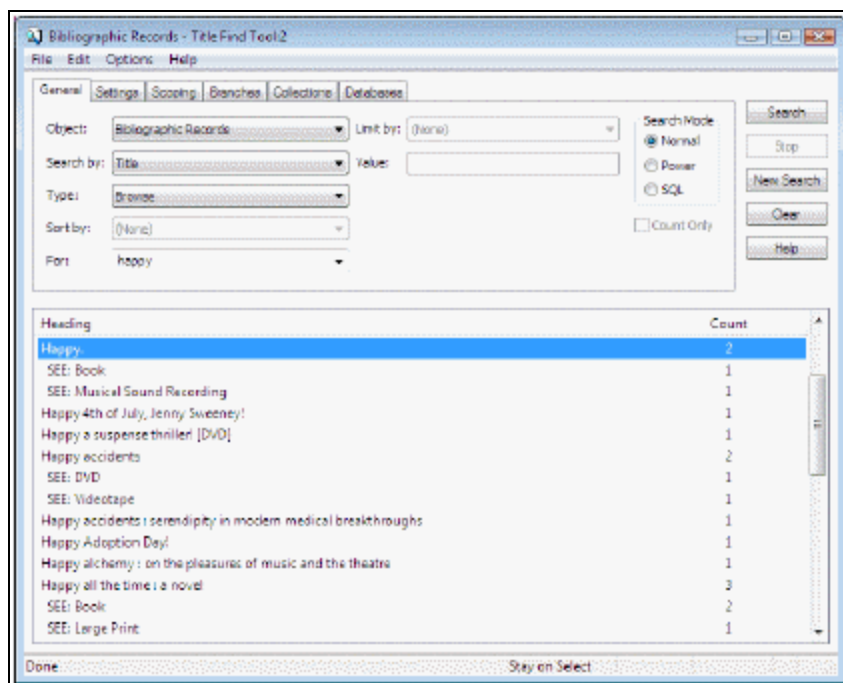 Bibliographic Records - Title Find Tool:2
File Edit Options Help
General Settings Scoping Branches Collections Databases
Object: Bibliographic Records Limit by: (None) Search Mode Search
Normal Stop
Search by: Title Value: Power
SQL New Search
Type: Browse
Sort by: (None) Count Only Clear
For: happy Help
Heading Count
Happy. 2
SEE: Book 1
SEE: Musical Sound Recording 1
Happy 4th of July, Jenny Sweeney! 1
Happy a suspense thriller! [DVD] 1
Happy accidents 2
SEE: DVD 1
SEE: Videotape 1
Happy accidents : serendipity in modern medical breakthroughs 1
Happy Adoption Day! 1
Happy alchemy : on the pleasures of music and the theatre 1
Happy all the time : a novel 3
SEE: Book 2
SEE: Large Print 1
Done Stay on Select